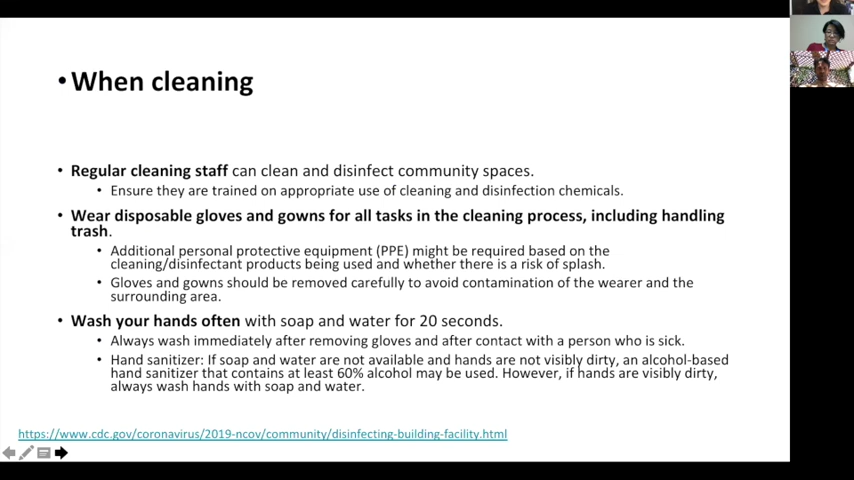 • When cleaning
• Regular cleaning staff can clean and disinfect community spaces.
• Ensure they are trained on appropriate use of cleaning and disinfection chemicals.
• Wear disposable gloves and gowns for all tasks in the cleaning process, including handling
trash.
• Additional personal protective equipment (PPE) might be required based on the
cleaning/disinfectant products being used and whether there is a risk of splash.
• Gloves and gowns should be removed carefully to avoid contamination of the wearer and the
surrounding area.
• Wash your hands often with soap and water for 20 seconds.
• Always wash immediately after removing gloves and after contact with a person who is sick.
• Hand sanitizer: If soap and water are not available and hands are not visibly dirty, an alcohol-based
hand sanitizer that contains at least 60% alcohol may be used. However, if hands are visibly dirty,
always wash hands with soap and water.
https://www.cdc.gov/coronavirus/2019-ncov/community/disinfecting-building-facility.html